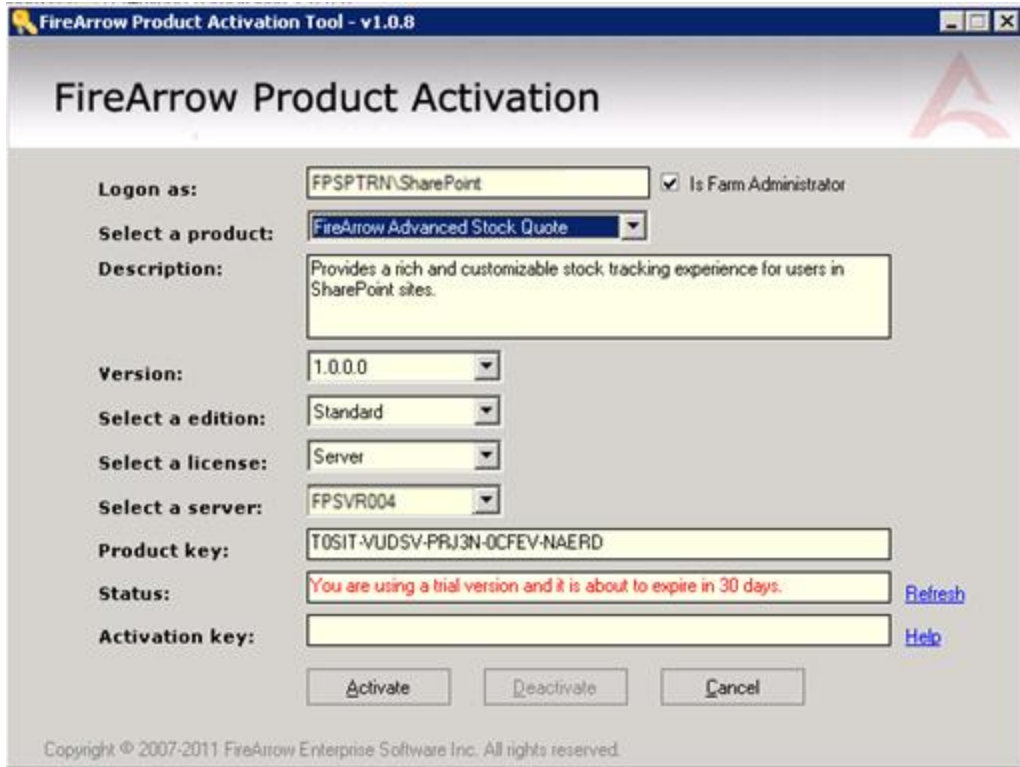 FireArrow Product Activation Tool - v1.0.8
FireArrow Product Activation
Logon as: FPSPTRN\SharePoint Is Farm Administrator
Select a product: FireArrow Advanced Stock Quote
Description: Provides a rich and customizable stock tracking experience for users in
SharePoint sites.
Version: 1.0.0.0
Select a edition: Standard
Select a license: Server
Select a server: FPSVR004
Product key: T0SIT-VUDSV-PRJ3N-0CFEV-NAERD
Status: You are using a trial version and it is about to expire in 30 days. Refresh
Activation key: Help
Activate Deactivate Cancel
Copyright © 2007-2011 FireArrow Enterprise Software Inc. All rights reserved.